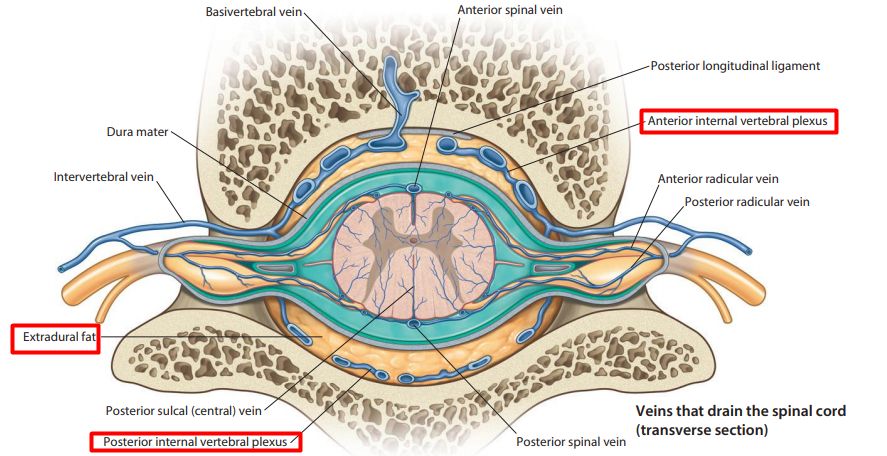 Basivertebral vein
Anterior spinal vein
Posterior longitudinal ligament
Anterior internal vertebral plexus
Dura mater
Intervertebral vein
Anterior radicular vein
Posterior radicular vein
Extradural fat
Posterior sulcal (central) vein
Posterior internal vertebral plexus
Posterior spinal vein
Veins that drain the spinal cord
(transverse section)